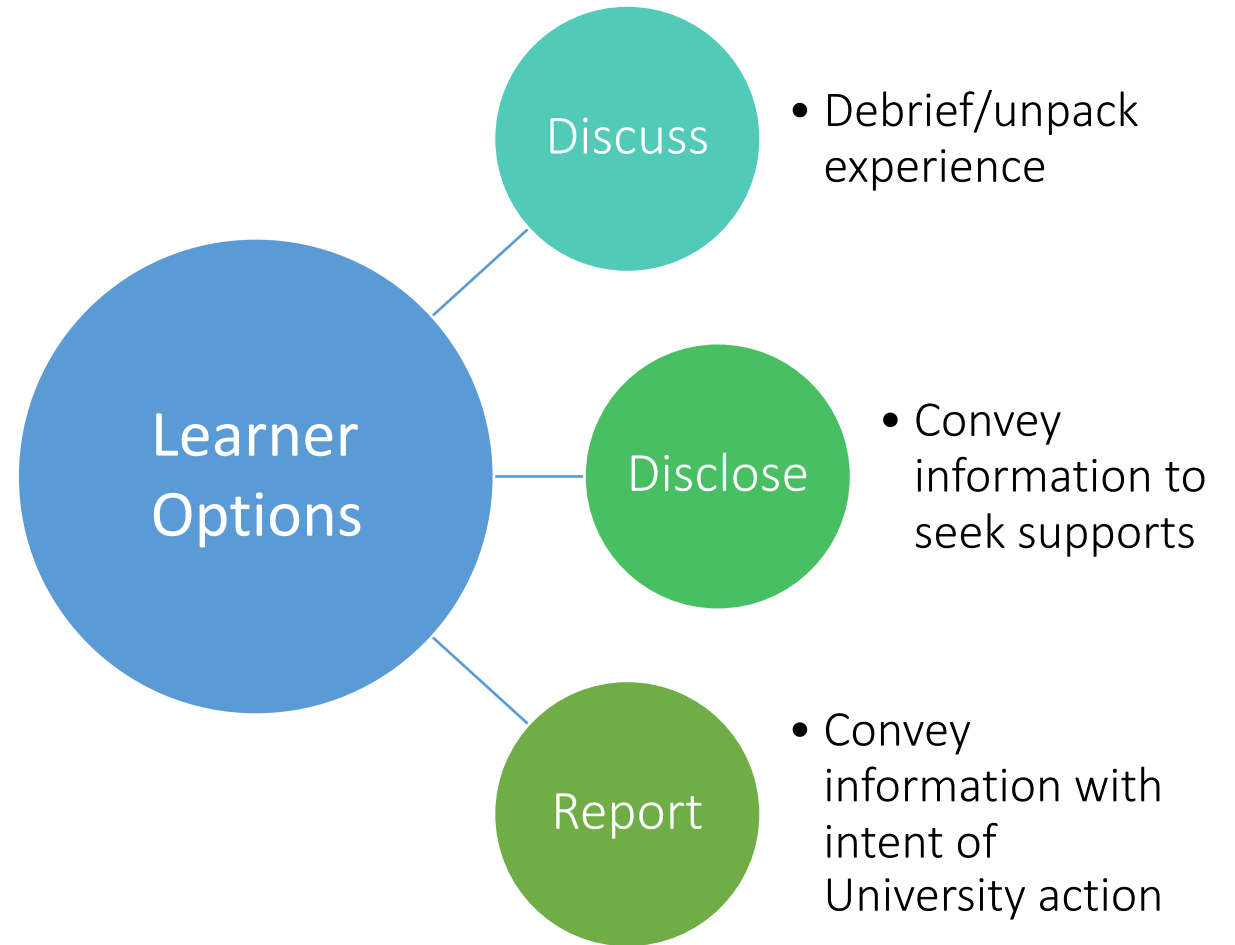 Discuss
• Debrief/unpack
experience
Learner
Options
Disclose
• Convey
information to
seek supports
Report
• Convey
information with
intent of
University action